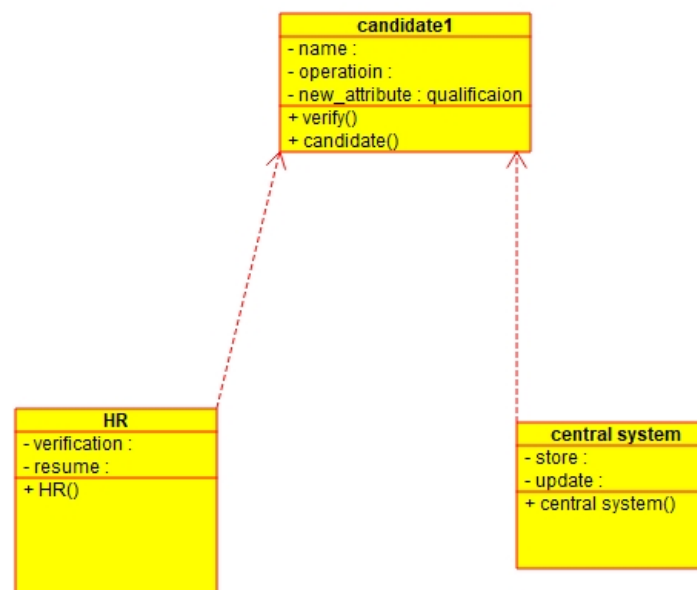 candidate1
- name :
- operatioin :
- new_attribute : qualificaion
+ verify()
+ candidate()
HR
- verification :
- resume :
+ HR()
central system
- store :
- update :
+ central system()